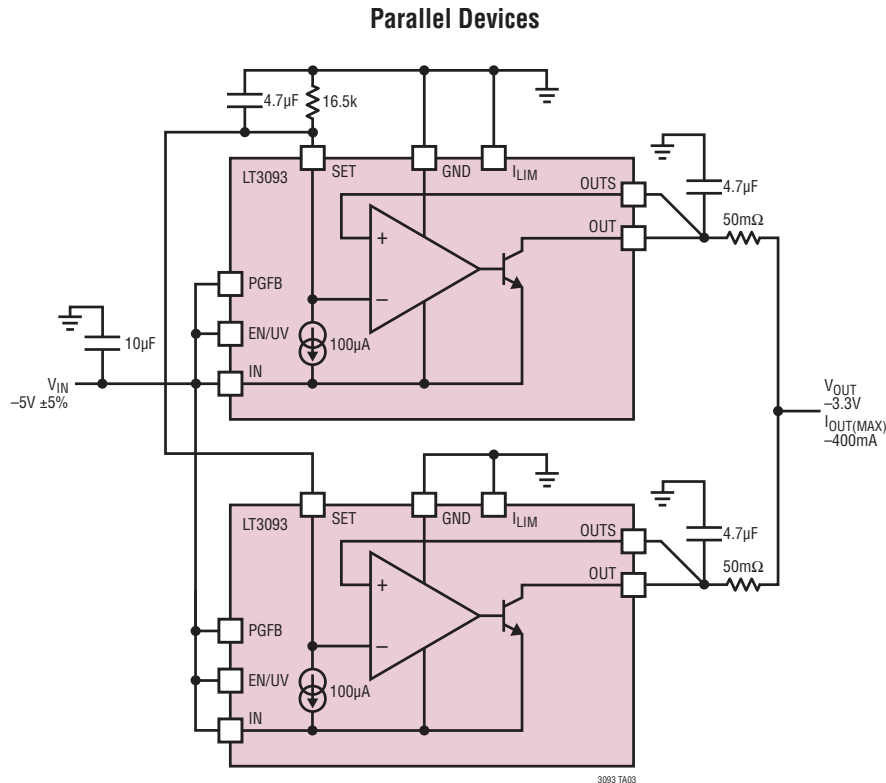 Parallel Devices
4.7µF
16.5k
SET
GND
ILIM
LT3093
OUTS
4.7µF
50mΩ
OUT
+
–
PGFB
EN/UV
100µA
10µF
IN
VIN
–5V ±5%
VOUT
–3.3V
IOUT(MAX)
–400mA
SET
GND
ILIM
LT3093
OUTS
4.7µF
50mΩ
OUT
+
–
PGFB
EN/UV
100µA
IN
3093 TA03